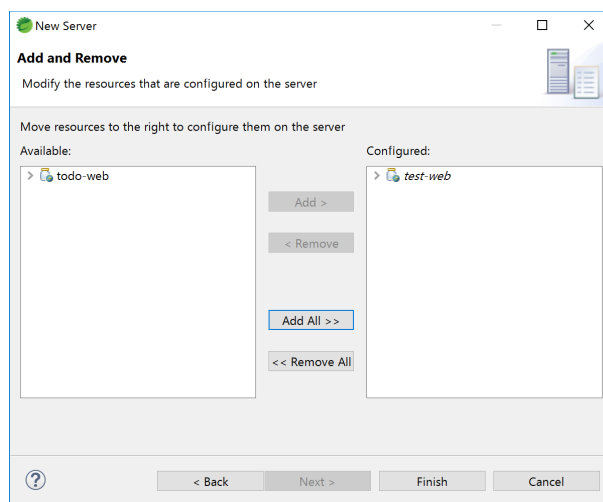 New Server
Add and Remove
Modify the resources that are configured on the server
Move resources to the right to configure them on the server
Available:
Configured:
todo-web
test-web
Add >
< Remove
Add All >>
<< Remove All
?
< Back
Next >
Finish
Cancel